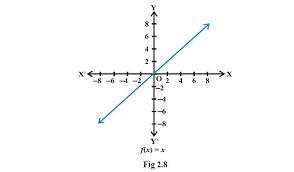 Y
8
6
4
2
X' –8 –6 –4 –2 O 2 4 6 8 X
–2
–4
–6
–8
Y'
f(x) = x
Fig 2.8